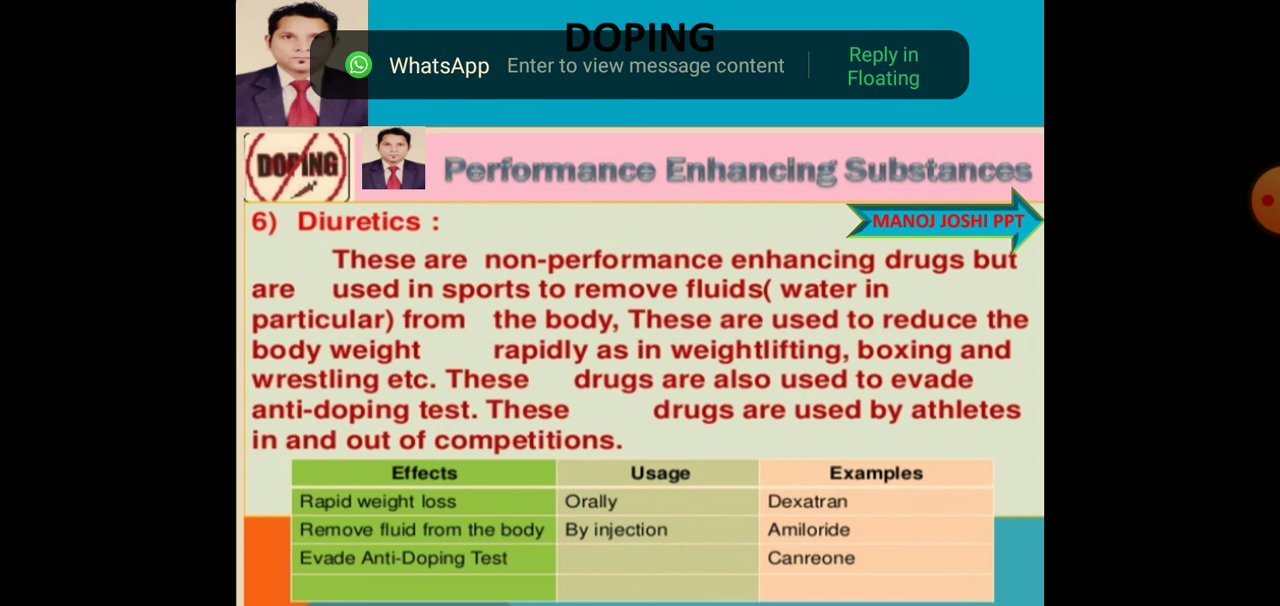 DOPING
WhatsApp Enter to view message content Reply in
Floating
DOPING
Performance Enhancing Substances
6) Diuretics :
MANOJ JOSHI PPT
These are non-performance enhancing drugs but
are used in sports to remove fluids( water in
particular) from the body, These are used to reduce the
body weight rapidly as in weightlifting, boxing and
wrestling etc. These drugs are also used to evade
anti-doping test. These drugs are used by athletes
in and out of competitions.
Effects Usage Examples
Rapid weight loss Orally Dexatran
Remove fluid from the body By injection Amiloride
Evade Anti-Doping Test Canreone